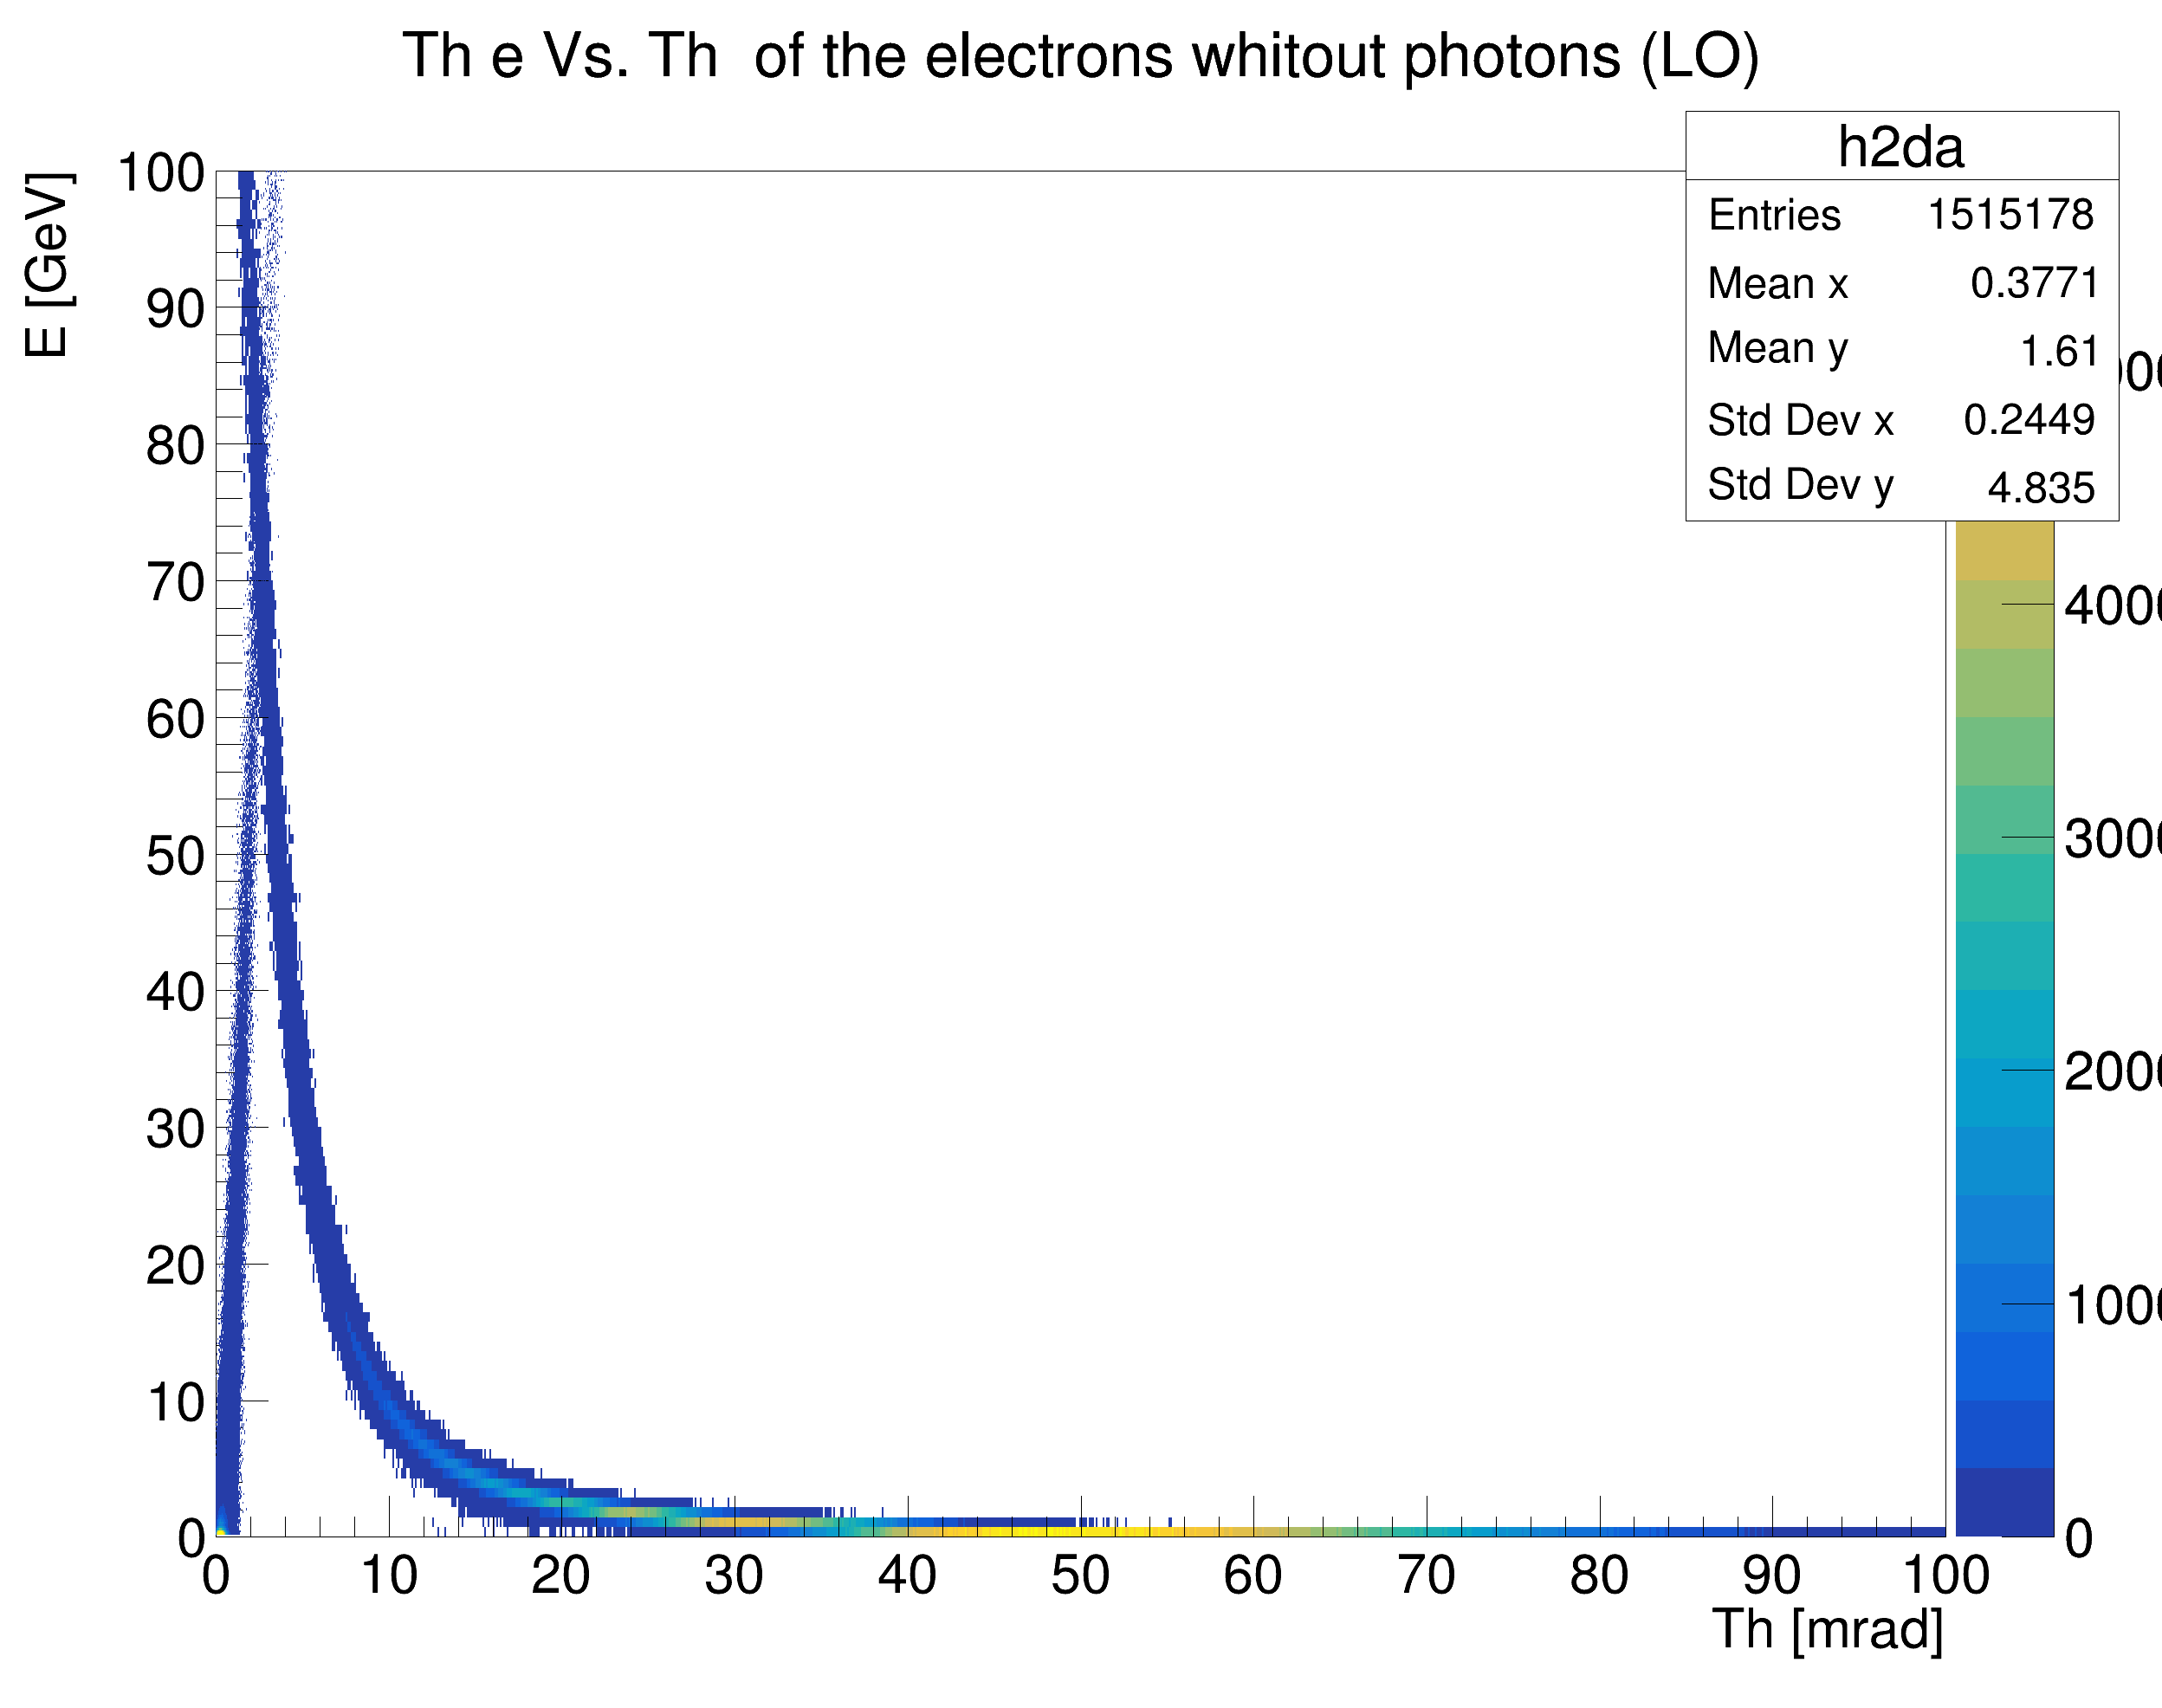 Th e Vs. Th  of the electrons whitout photons (LO)
h2da
Entries 1515178
Mean x 0.3771
Mean y 1.61
Std Dev x 0.2449
Std Dev y 4.835
E [GeV]
100
90
80
70
60
50
40
30
20
10
0
0 10 20 30 40 50 60 70 80 90 100
Th [mrad]
0